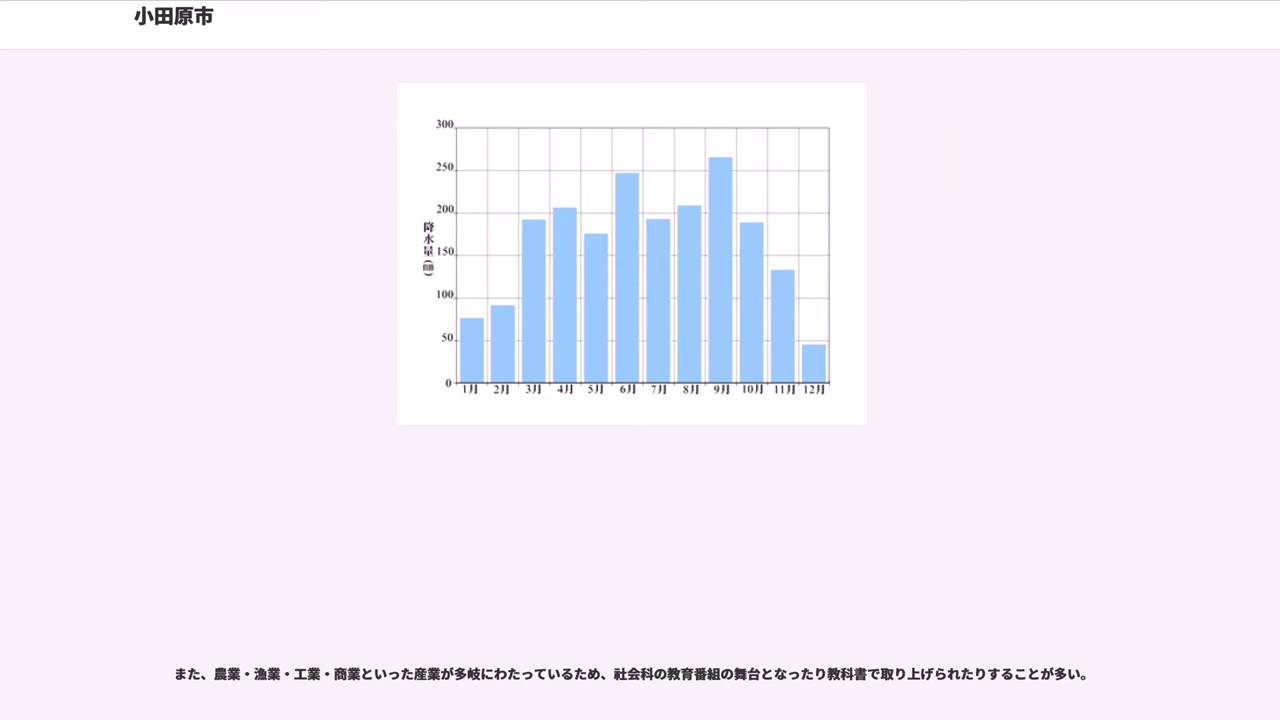 小田原市
300
250
200
150
100
50
0
降水量(㎜)
1月 2月 3月 4月 5月 6月 7月 8月 9月 10月 11月 12月
また、農業・漁業・工業・商業といった産業が多岐にわたっているため、社会科の教育番組の舞台となったり教科書で取り上げられたりすることが多い。